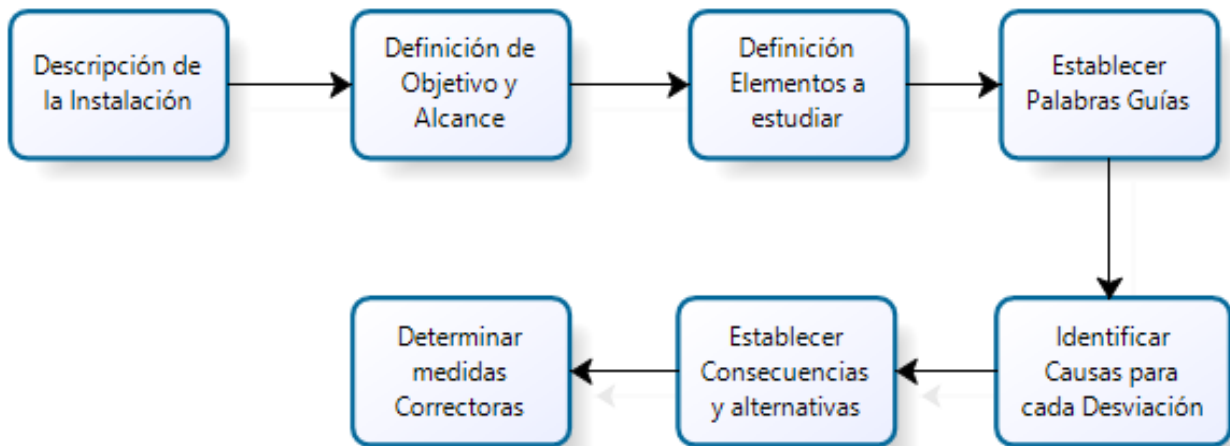 Descripción de
la Instalación
Definición de
Objetivo y
Alcance
Definición
Elementos a
estudiar
Establecer
Palabras Guías
Identificar
Causas para
cada Desviación
Establecer
Consecuencias
y alternativas
Determinar
medidas
Correctoras